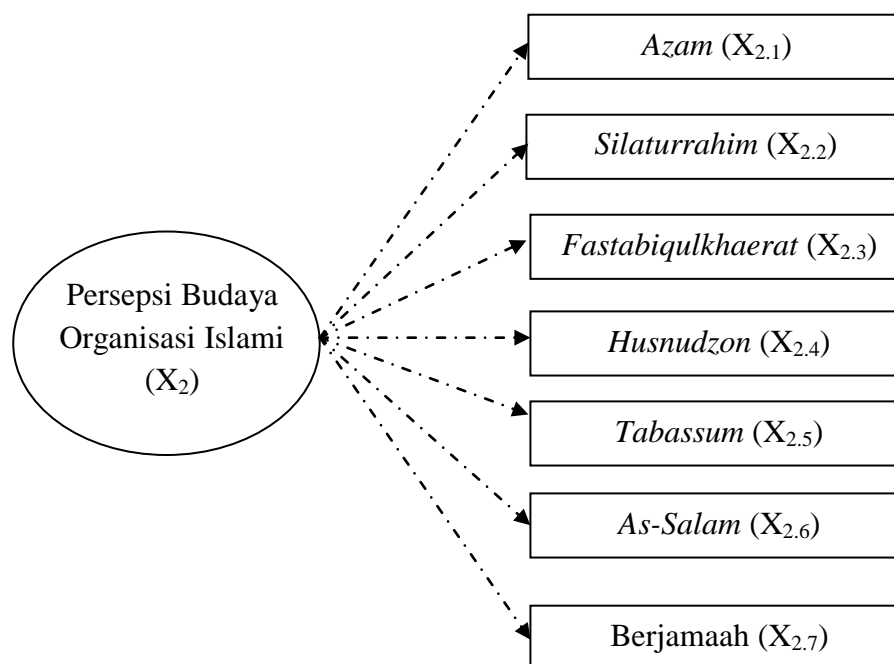 Azam (X2.1)
Silaturrahim (X2.2)
Fastabiqulkhaerat (X2.3)
Persepsi Budaya
Organisasi Islami
(X2)
Husnudzon (X2.4)
Tabassum (X2.5)
As-Salam (X2.6)
Berjamaah (X2.7)